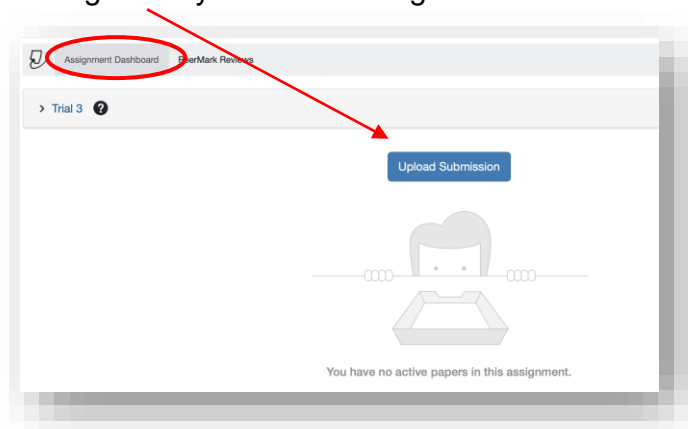 Assignment Dashboard PeerMark Reviews
> Trial 3 ?
Upload Submission
You have no active papers in this assignment.